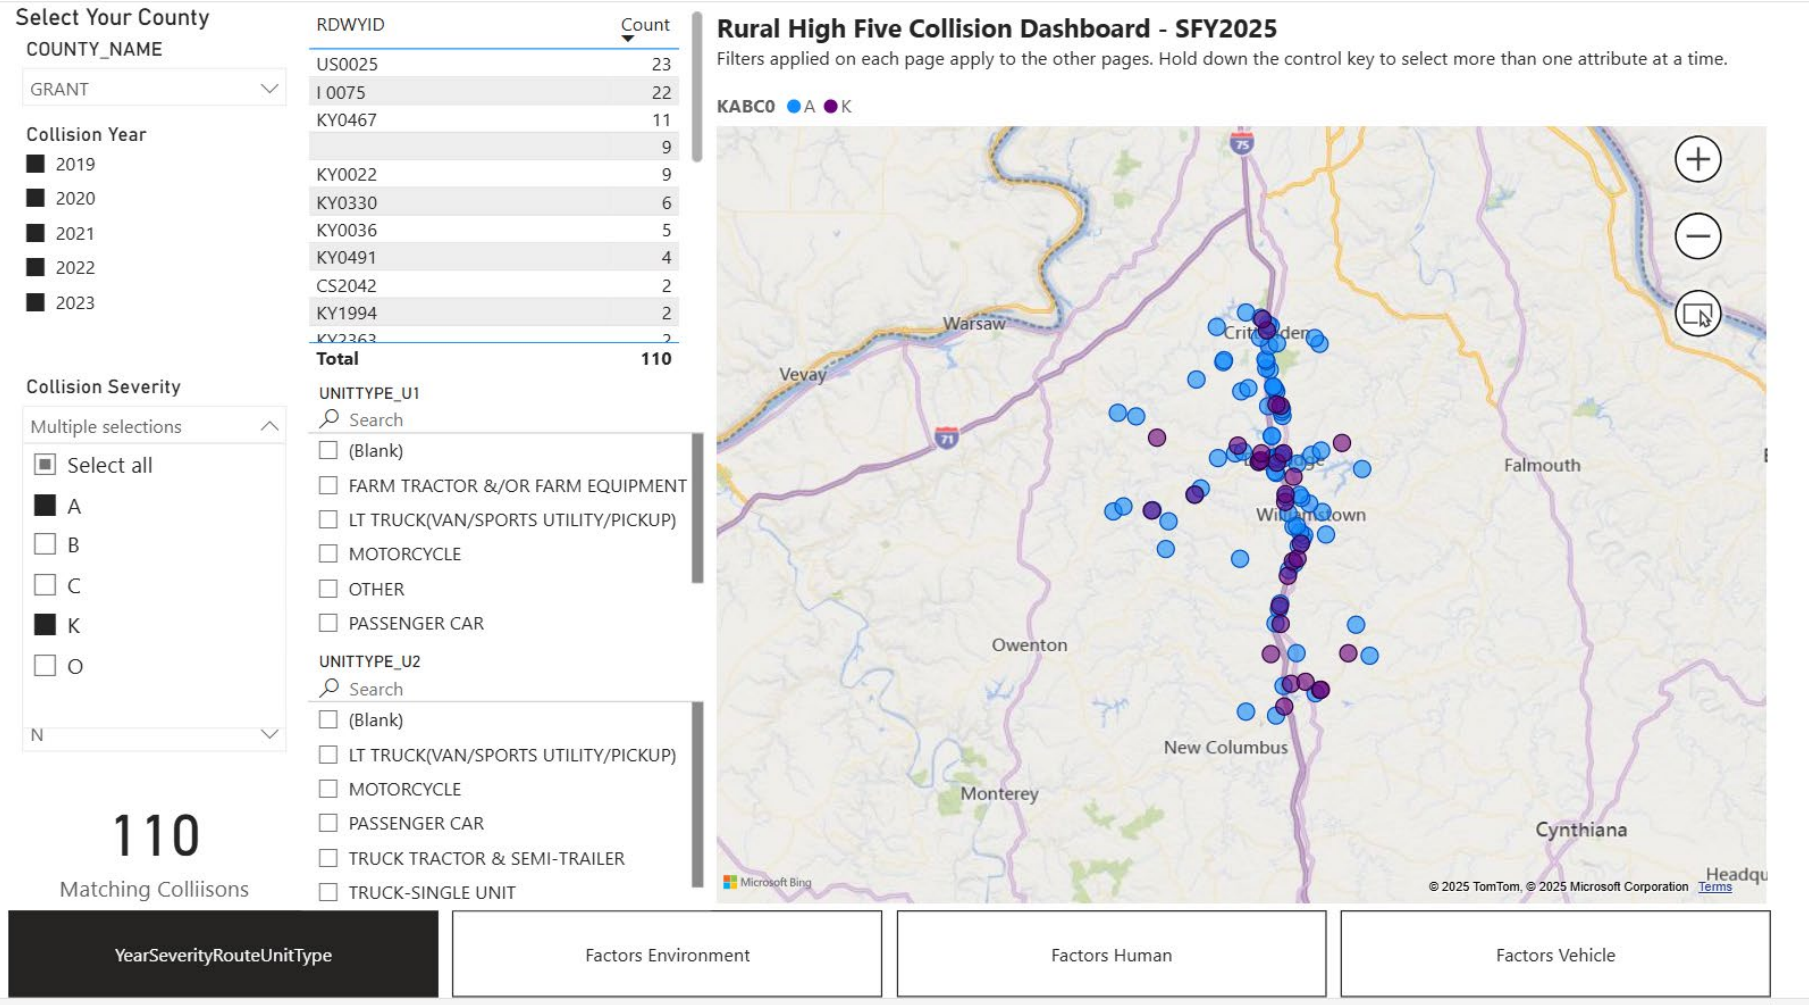 Select Your County
COUNTY_NAME
GRANT
Collision Year
2019
2020
2021
2022
2023
Collision Severity
Multiple selections
Select all
A
B
C
K
O
N
110
Matching Colliisons
RDWYID Count
US0025 23
I 0075 22
KY0467 11
9
KY0022 9
KY0330 6
KY0036 5
KY0491 4
CS2042 2
KY1994 2
KY2363 2
Total 110
UNITTYPE_U1
Search
(Blank)
FARM TRACTOR &/OR FARM EQUIPMENT
LT TRUCK(VAN/SPORTS UTILITY/PICKUP)
MOTORCYCLE
OTHER
PASSENGER CAR
UNITTYPE_U2
Search
(Blank)
LT TRUCK(VAN/SPORTS UTILITY/PICKUP)
MOTORCYCLE
PASSENGER CAR
TRUCK TRACTOR & SEMI-TRAILER
TRUCK-SINGLE UNIT
Rural High Five Collision Dashboard - SFY2025
Filters applied on each page apply to the other pages. Hold down the control key to select more than one attribute at a time.
KABC0 A K
75
Warsaw
Vevay
71
Falmouth
Williamstown
Owenton
New Columbus
Monterey
Cynthiana
Headqu
Microsoft Bing
© 2025 TomTom, © 2025 Microsoft Corporation Terms
YearSeverityRouteUnitType
Factors Environment
Factors Human
Factors Vehicle